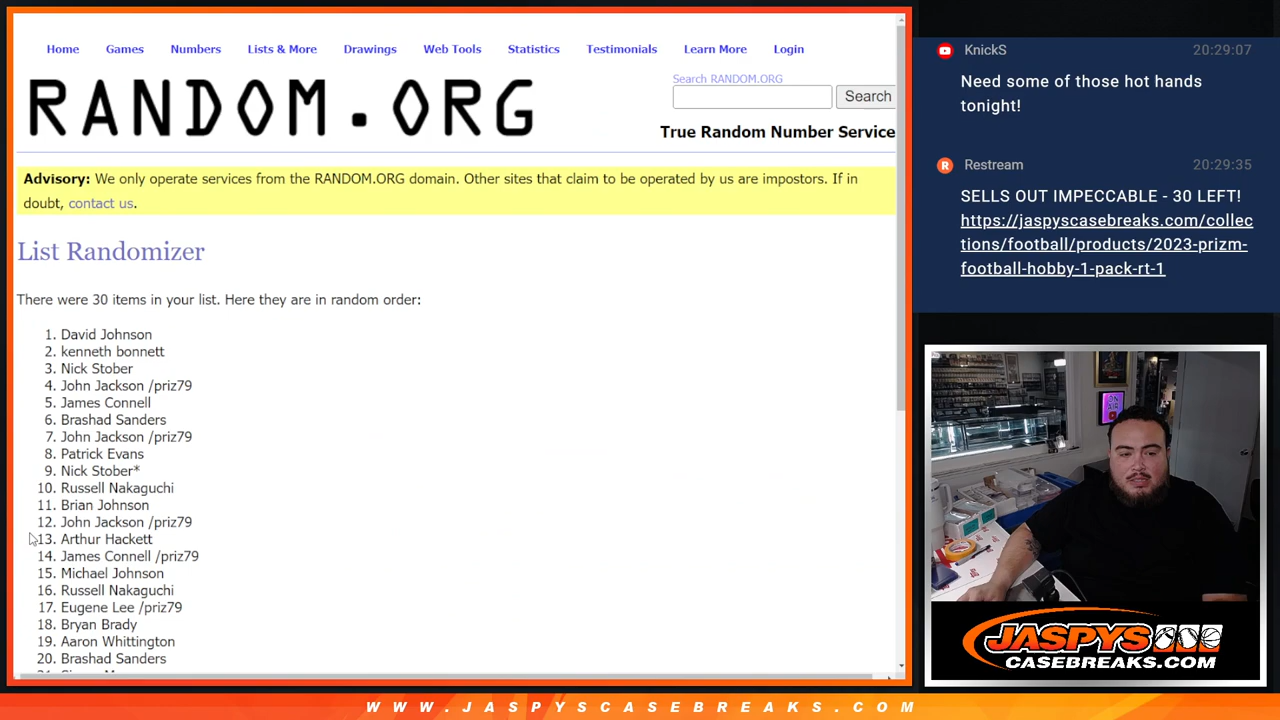 Home Games Numbers Lists & More Drawings Web Tools Statistics Testimonials Learn More Login
RANDOM.ORG
Search RANDOM.ORG
Search
True Random Number Service
Advisory: We only operate services from the RANDOM.ORG domain. Other sites that claim to be operated by us are impostors. If in
doubt, contact us.
List Randomizer
There were 30 items in your list. Here they are in random order:
1. David Johnson
2. kenneth bonnett
3. Nick Stober
4. John Jackson /priz79
5. James Connell
6. Brashad Sanders
7. John Jackson /priz79
8. Patrick Evans
9. Nick Stober*
10. Russell Nakaguchi
11. Brian Johnson
12. John Jackson /priz79
13. Arthur Hackett
14. James Connell /priz79
15. Michael Johnson
16. Russell Nakaguchi
17. Eugene Lee /priz79
18. Bryan Brady
19. Aaron Whittington
20. Brashad Sanders
KnickS 20:29:07
Need some of those hot hands
tonight!
R Restream 20:29:35
SELLS OUT IMPECCABLE - 30 LEFT!
https://jaspyscasebreaks.com/collec
tions/football/products/2023-prizm-
football-hobby-1-pack-rt-1
ON
AIR
JASPYS
CASEBREAKS.COM
WWW.JASPYSCASEBREAKS.COM